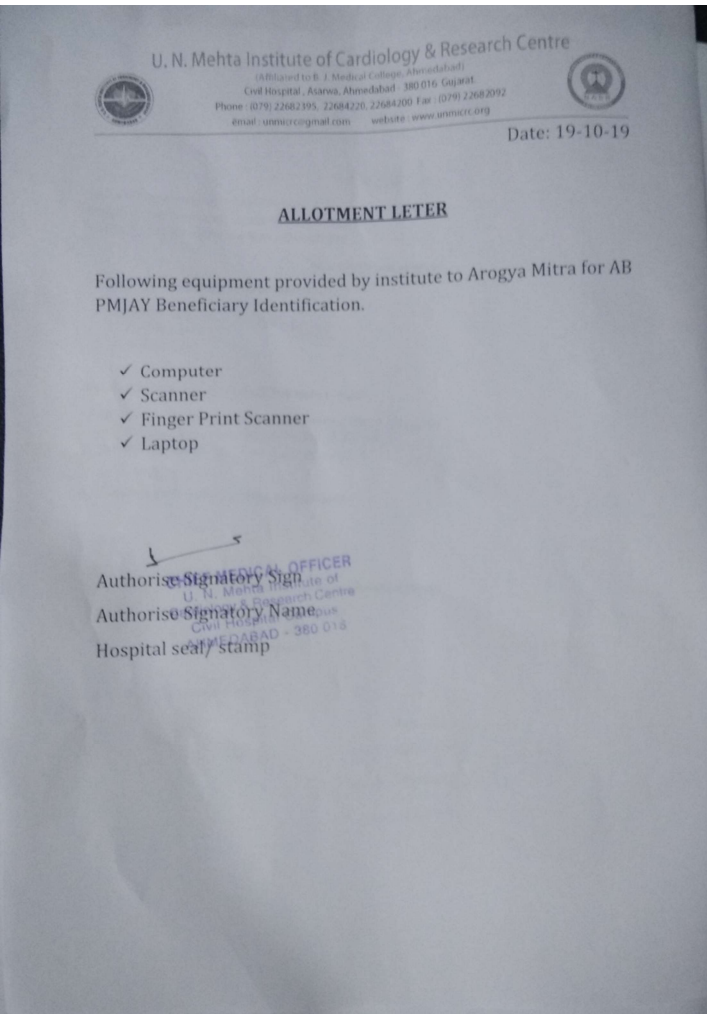 U. N. Mehta Institute of Cardiology & Research Centre
(Affiliated to B. J. Medical College, Ahmedabad)
Civil Hospital , Asarwa, Ahmedabad - 380 016 Gujarat.
Phone : (079) 22682395, 22684220, 22684200 Fax : (079) 22682092
email : unmicrc@gmail.com website : www.unmicrc.org
Date: 19-10-19
ALLOTMENT LETER
Following equipment provided by institute to Arogya Mitra for AB
PMJAY Beneficiary Identification.
✓ Computer
✓ Scanner
✓ Finger Print Scanner
✓ Laptop
Authorise Signatory Sign
Authorise Signatory Name
Hospital seal/ stamp
MEDICAL OFFICER
U. N. Mehta Institute of
& Research Centre
Civil Hospital Campus
AHMEDABAD - 380 016